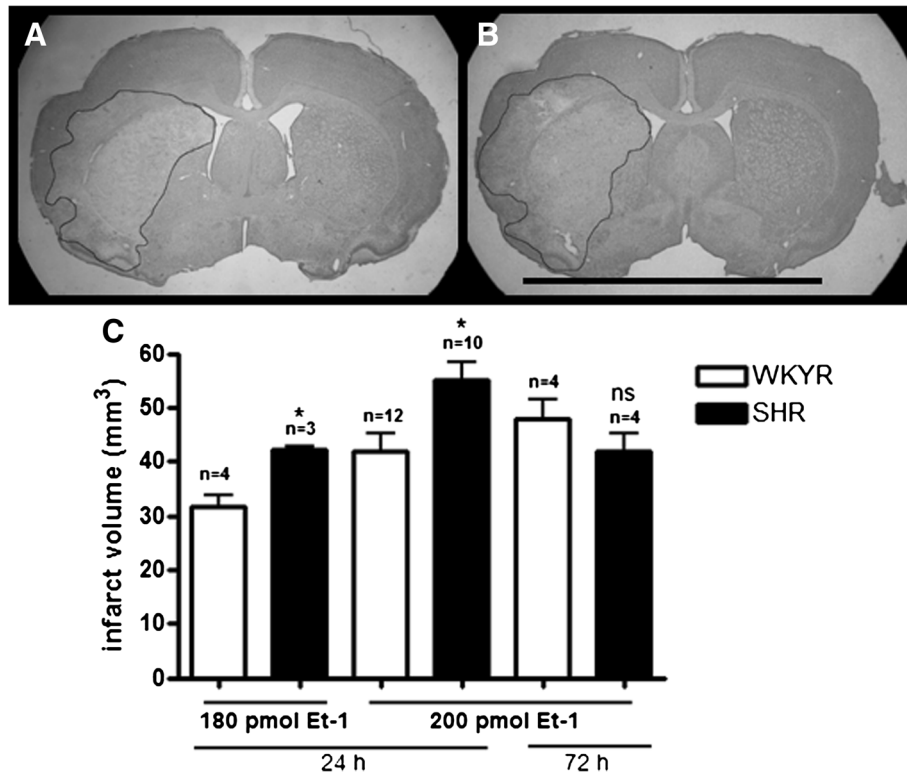 A
B
C
infarct volume (mm³)
60
50
40
30
20
10
0
n=4
*
n=3
n=12
*
n=10
n=4
ns
n=4
WKYR
SHR
180 pmol Et-1
200 pmol Et-1
24 h
72 h